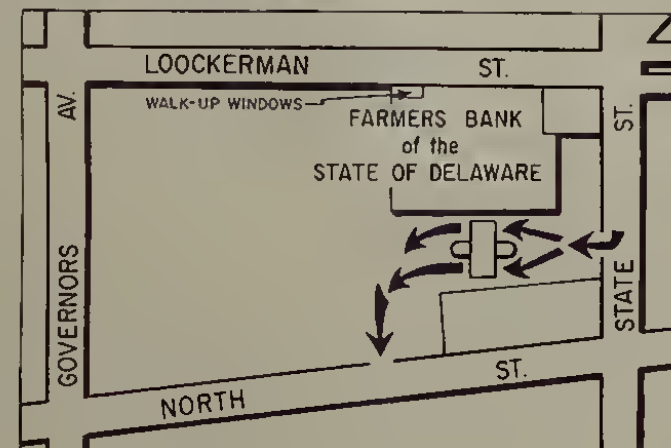 LOOCKERMAN ST.
GOVERNORS AV.
WALK-UP WINDOWS
FARMERS BANK
of the
STATE OF DELAWARE
STATE ST.
NORTH ST.